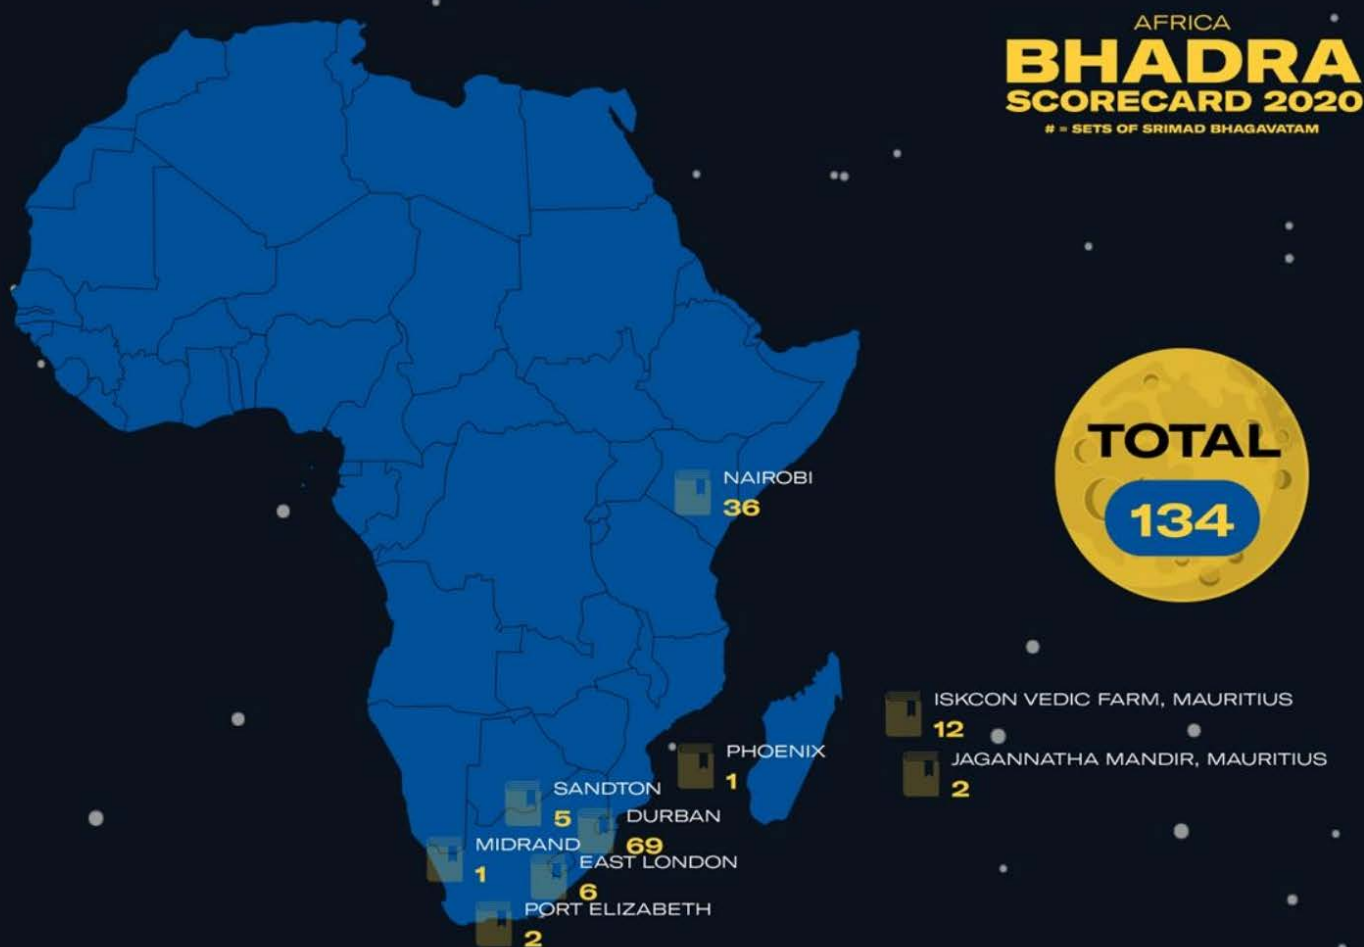 AFRICA
BHADRA
SCORECARD 2020
# = SETS OF SRIMAD BHAGAVATAM
TOTAL
134
NAIROBI
36
ISKCON VEDIC FARM, MAURITIUS
12
JAGANNATHA MANDIR, MAURITIUS
2
PHOENIX
1
SANDTON
5
DURBAN
69
MIDRAND
1
EAST LONDON
6
PORT ELIZABETH
2